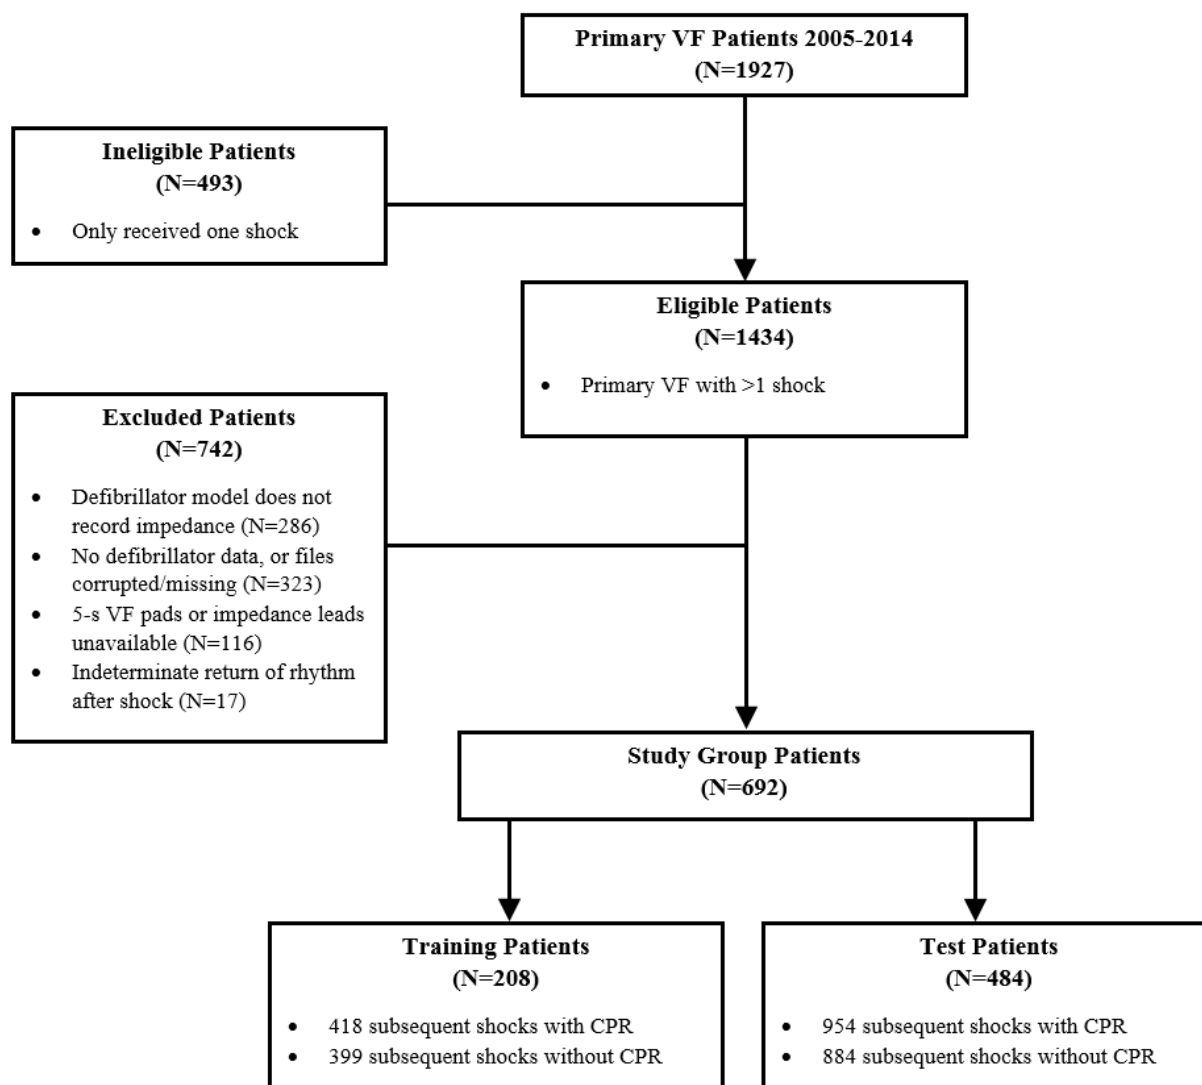 Primary VF Patients 2005-2014
(N=1927)
Ineligible Patients
(N=493)
• Only received one shock
Eligible Patients
(N=1434)
• Primary VF with >1 shock
Excluded Patients
(N=742)
• Defibrillator model does not
record impedance (N=286)
• No defibrillator data, or files
corrupted/missing (N=323)
• 5-s VF pads or impedance leads
unavailable (N=116)
• Indeterminate return of rhythm
after shock (N=17)
Study Group Patients
(N=692)
Training Patients
(N=208)
• 418 subsequent shocks with CPR
• 399 subsequent shocks without CPR
Test Patients
(N=484)
• 954 subsequent shocks with CPR
• 884 subsequent shocks without CPR